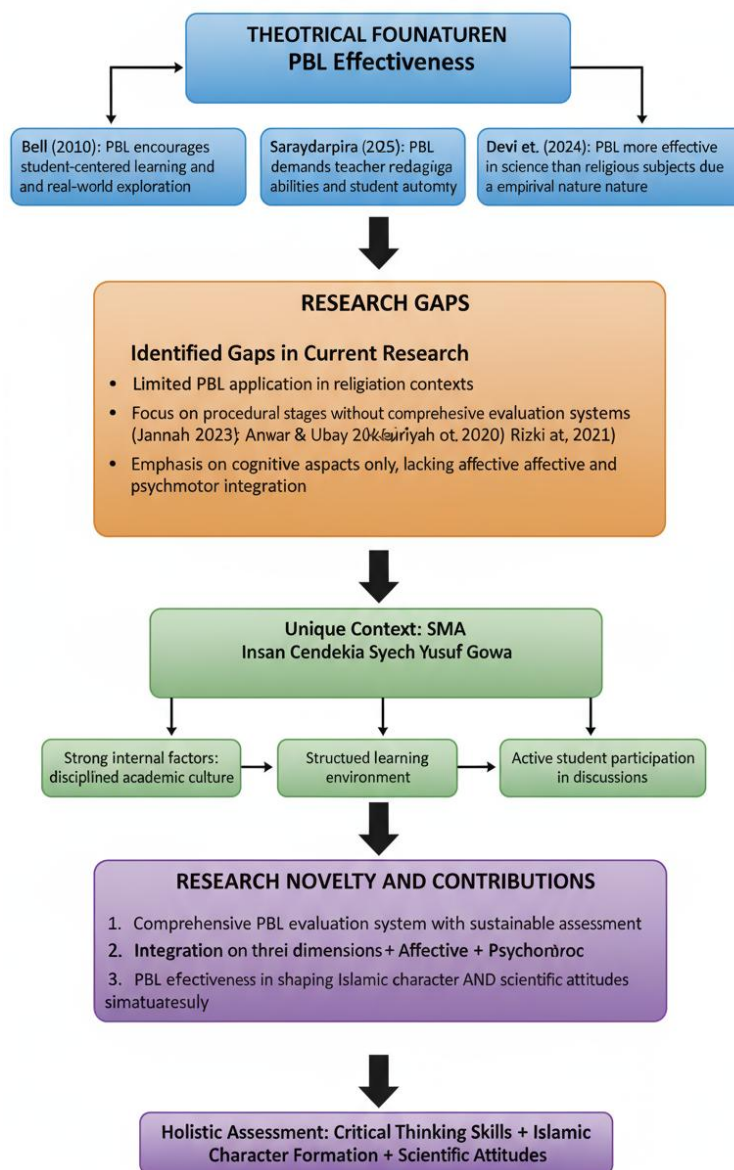 THEOTRICAL FOUNATUREN
PBL Effectiveness
Bell (2010): PBL encourages
student-centered learning and
and real-world exploration
Saraydarpira (2025): PBL
demands teacher
abilities and student automty
Devi et. (2024): PBL more effective
in science than religious subjects due
a empirival nature nature
RESEARCH GAPS
Identified Gaps in Current Research
• Limited PBL application in religiation contexts
• Focus on procedural stages without comprehesive evaluation systems
(Jannah 2023; Anwar & Ubay ot. 2020) Rizki at, 2021)
• Emphasis on cognitive aspacts only, lacking affective affective and
psychmotor integration
Unique Context: SMA
Insan Cendekia Syech Yusuf Gowa
Strong internal factors:
disciplined academic culture
Structued learning
environment
Active student participation
in discussions
RESEARCH NOVELTY AND CONTRIBUTIONS
1. Comprehensive PBL evaluation system with sustainable assessment
2. Integration on threi dimensions + Affective +
3. PBL efectiveness in shaping Islamic character AND scientific attitudes
simatuatesuly
Holistic Assessment: Critical Thinking Skills + Islamic
Character Formation + Scientific Attitudes